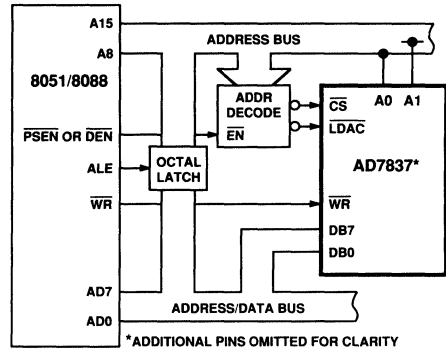 A15
ADDRESS BUS
A8
8051/8088
ADDR
DECODE
CS
A0 A1
PSEN OR DEN
EN
LDAC
OCTAL
LATCH
ALE
AD7837*
WR
WR
DB7
DB0
AD7
ADDRESS/DATA BUS
AD0
*ADDITIONAL PINS OMITTED FOR CLARITY